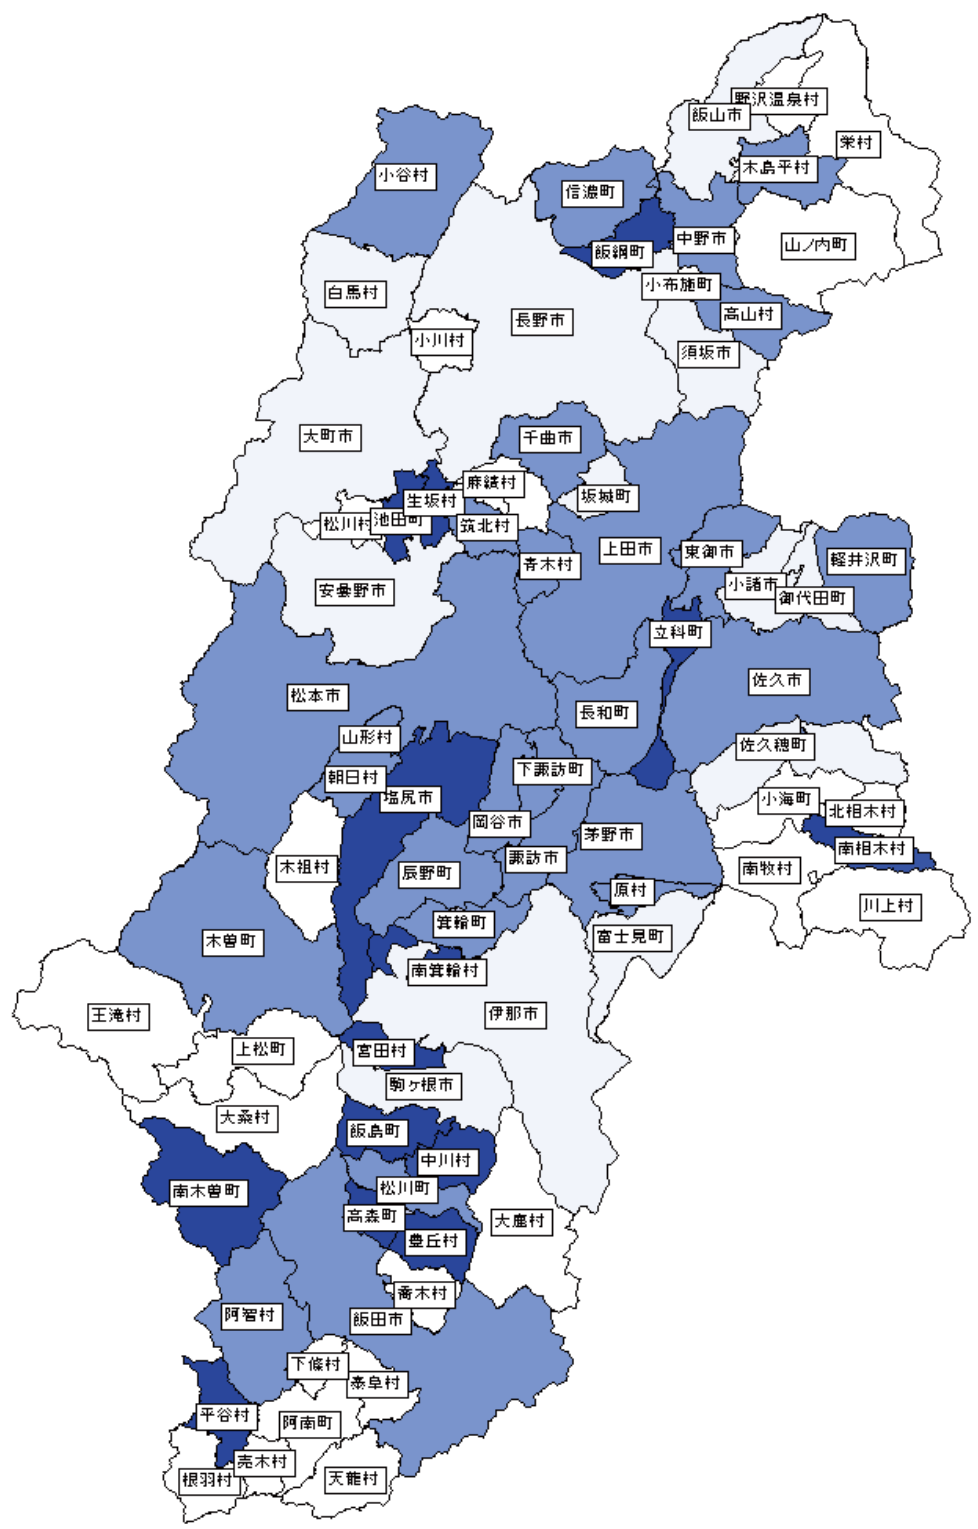 野沢温泉村
飯山市
栄村
木島平村
小谷村
信濃町
中野市
山ノ内町
飯綱町
小布施町
白馬村
高山村
長野市
小川村
須坂市
大町市
千曲市
麻績村
坂城町
生坂村
池田町
松川村
筑北村
上田市
東御市
軽井沢町
青木村
小諸市
御代田町
安曇野市
立科町
佐久市
松本市
長和町
山形村
佐久穂町
下諏訪町
朝日村
塩尻市
小海町
北相木村
岡谷市
茅野市
南相木村
諏訪市
木祖村
南牧村
辰野町
原村
川上村
箕輪町
富士見町
木曽町
南箕輪村
伊那市
王滝村
上松町
宮田村
駒ヶ根市
大桑村
飯島町
中川村
南木曽町
松川町
高森町
大鹿村
豊丘村
喬木村
阿智村
飯田市
下條村
泰阜村
平谷村
阿南町
売木村
根羽村
天龍村